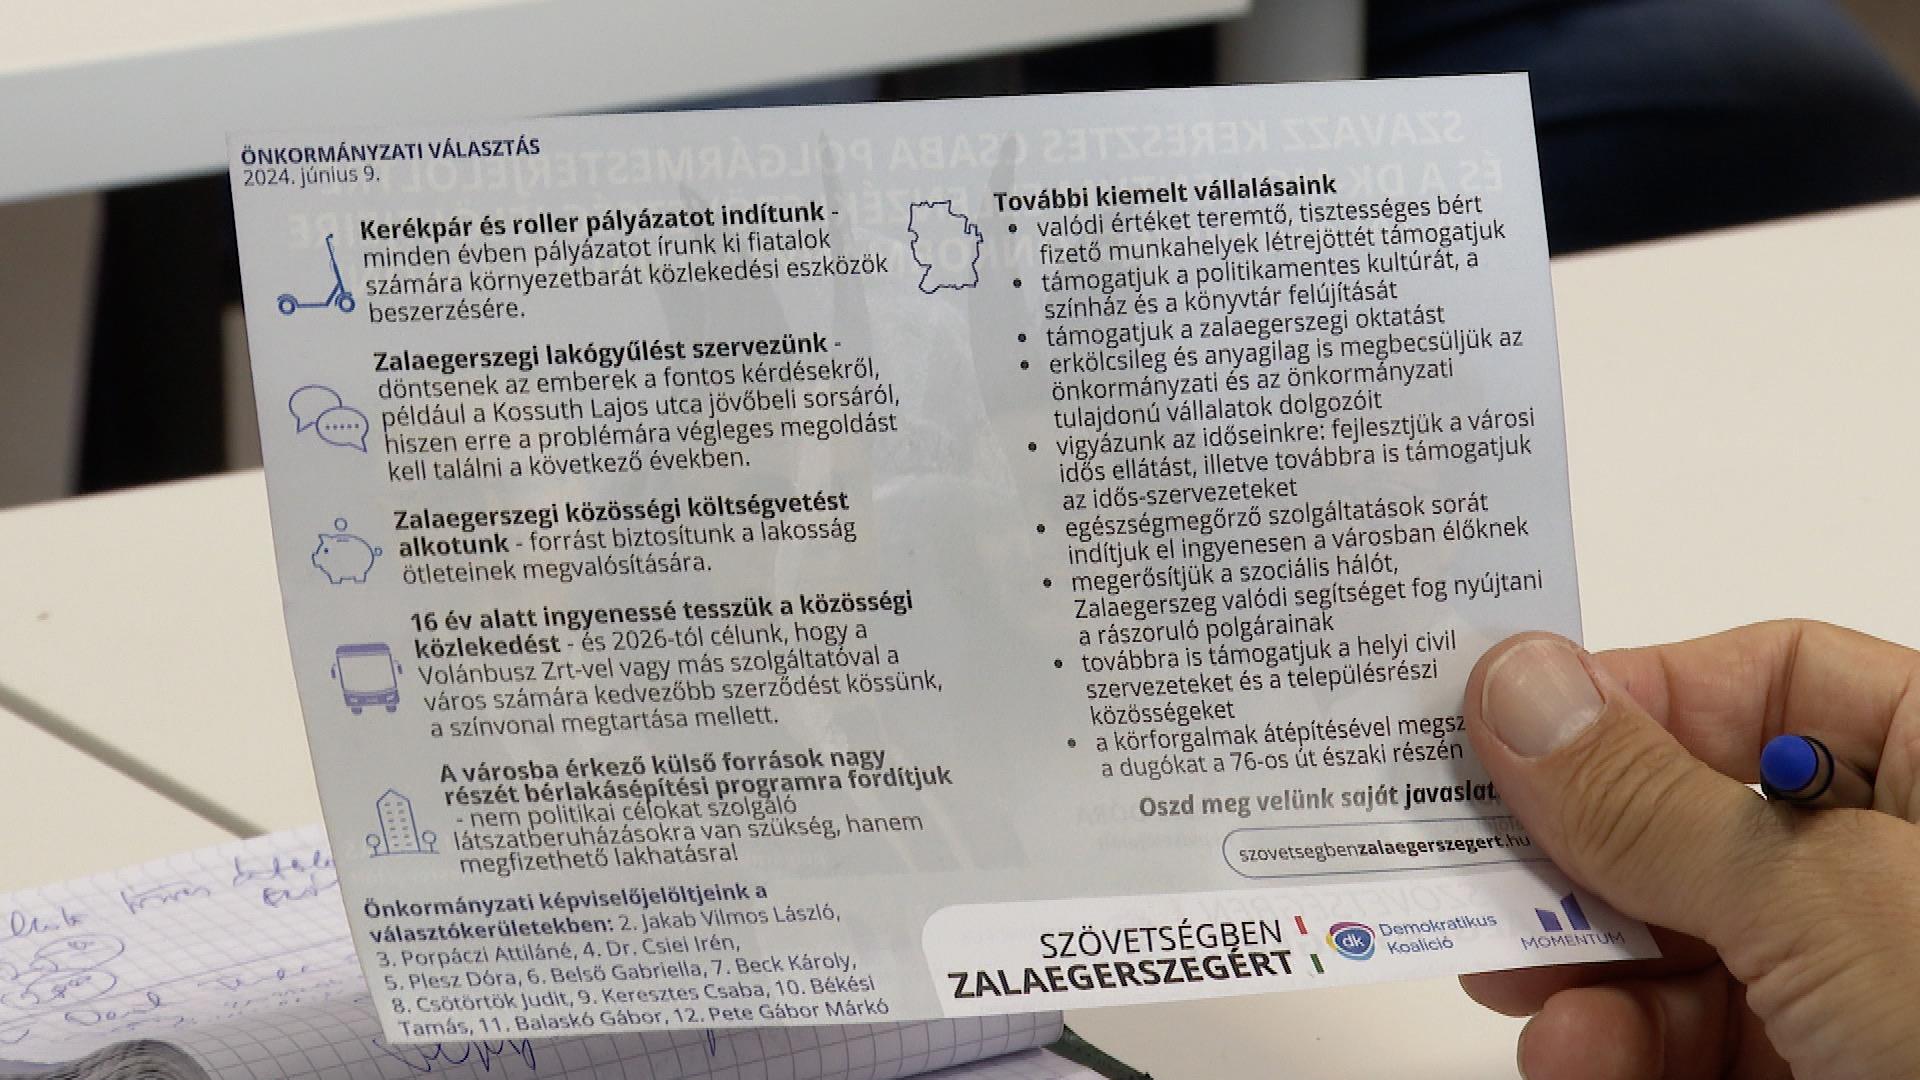 ÖNKORMÁNYZATI VÁLASZTÁS
2024. június 9.
Kerékpár és roller pályázatot indítunk -
minden évben pályázatot írunk ki fiatalok
számára környezetbarát közlekedési eszközök
beszerzésére.
Zalaegerszegi lakógyűlést szervezünk -
döntsenek az emberek a fontos kérdésekről,
például a Kossuth Lajos utca jövőbeli sorsáról,
hiszen erre a problémára végleges megoldást
kell találni a következő években.
Zalaegerszegi közösségi költségvetést
alkotunk - forrást biztosítunk a lakosság
ötleteinek megvalósítására.
16 év alatt ingyenessé tesszük a közösségi
közlekedést - és 2026-tól célunk, hogy a
Volánbusz Zrt-vel vagy más szolgáltatóval a
város számára kedvezőbb szerződést kössünk,
a színvonal megtartása mellett.
A városba érkező külső források nagy
részét bérlakásépítési programra fordítjuk
- nem politikai célokat szolgáló
látszatberuházásokra van szükség, hanem
megfizethető lakhatásra!
Önkormányzati képviselőjelöltjeink a
választókerületekben: 2. Jakab Vilmos László,
3. Porpáczi Attiláné, 4. Dr. Csiei Irén,
5. Plesz Dóra, 6. Belső Gabriella, 7. Beck Károly,
8. Csötörtök Judit, 9. Keresztes Csaba, 10. Békési
Tamás, 11. Balaskó Gábor, 12. Pete Gábor Márkó
További kiemelt vállalásaink
• valódi értéket teremtő, tisztességes bért
fizető munkahelyek létrejöttét támogatjuk
• támogatjuk a politikamentes kultúrát, a
színház és a könyvtár felújítását
• támogatjuk a zalaegerszegi oktatást
• erkölcsileg és anyagilag is megbecsüljük az
önkormányzati és az önkormányzati
tulajdonú vállalatok dolgozóit
• vigyázunk az időseinkre: fejlesztjük a városi
idős ellátást, illetve továbbra is támogatjuk
az idős-szervezeteket
• egészségmegőrző szolgáltatások sorát
indítjuk el ingyenesen a városban élőknek
• megerősítjük a szociális hálót,
Zalaegerszeg valódi segítséget fog nyújtani
a rászoruló polgárainak
• továbbra is támogatjuk a helyi civil
szervezeteket és a településrészi
közösségeket
• a körforgalmak átépítésével megsz
a dugókat a 76-os út északi részén
Oszd meg velünk saját javaslat
szovetsegbenzalaegerszegert.hu
SZÖVETSÉGBEN
ZALAEGERSZEGÉRT
dk Demokratikus
Koalíció
MOMENTUM